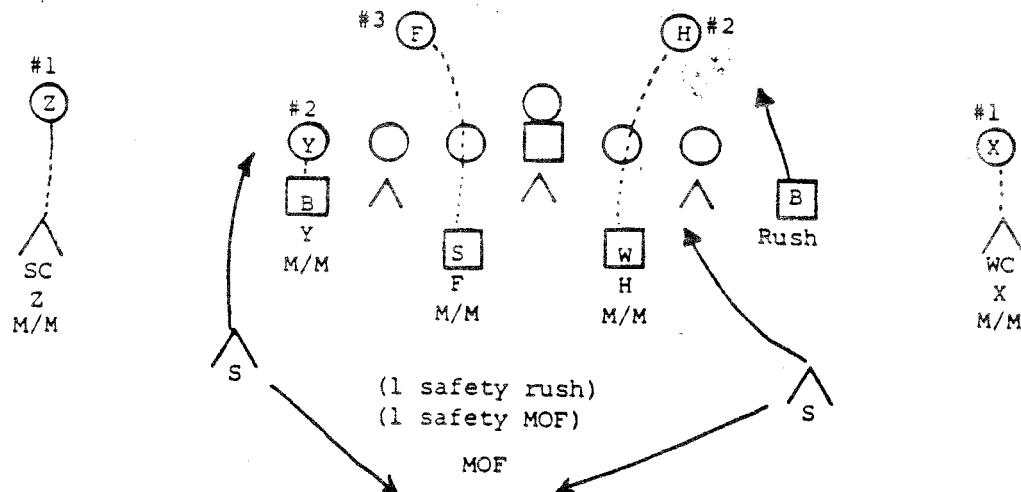 #3 F
H #2
#1
Z
#2
Y
#1
X
B
Y
M/M
B
Rush
S
F
M/M
W
H
M/M
SC
Z
M/M
WC
X
M/M
S
S
(1 safety rush)
(1 safety MOF)
MOF